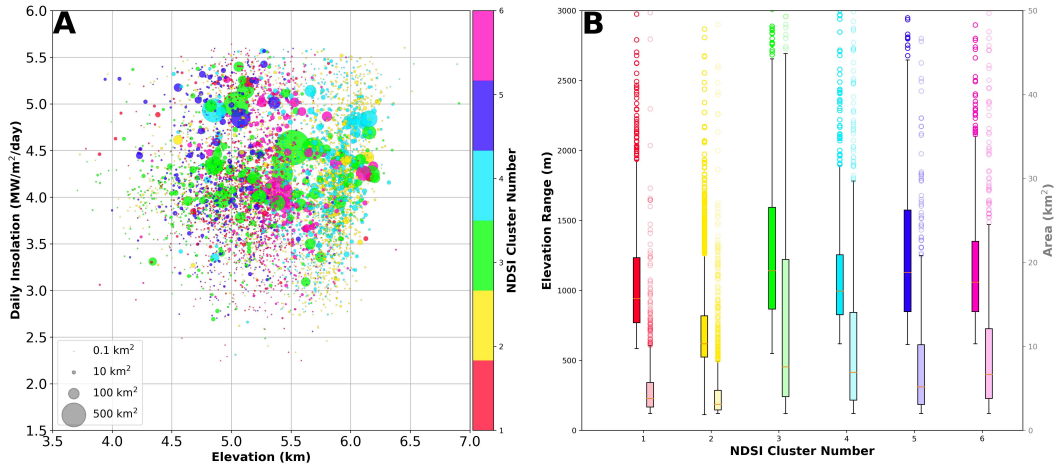 A
6.0
5.5
5.0
4.5
4.0
3.5
3.0
2.5
2.0
1.5
Daily Insolation (MW/m²/day)
0.1 km²
10 km²
100 km²
500 km²
3.5 4.0 4.5 5.0 5.5 6.0 6.5 7.0
Elevation (km)
6
5
4
3
2
1
NDSI Cluster Number
B
3000
2500
2000
1500
1000
500
0
Elevation Range (m)
1 2 3 4 5 6
NDSI Cluster Number
50
40
30
20
10
0
Area (km²)